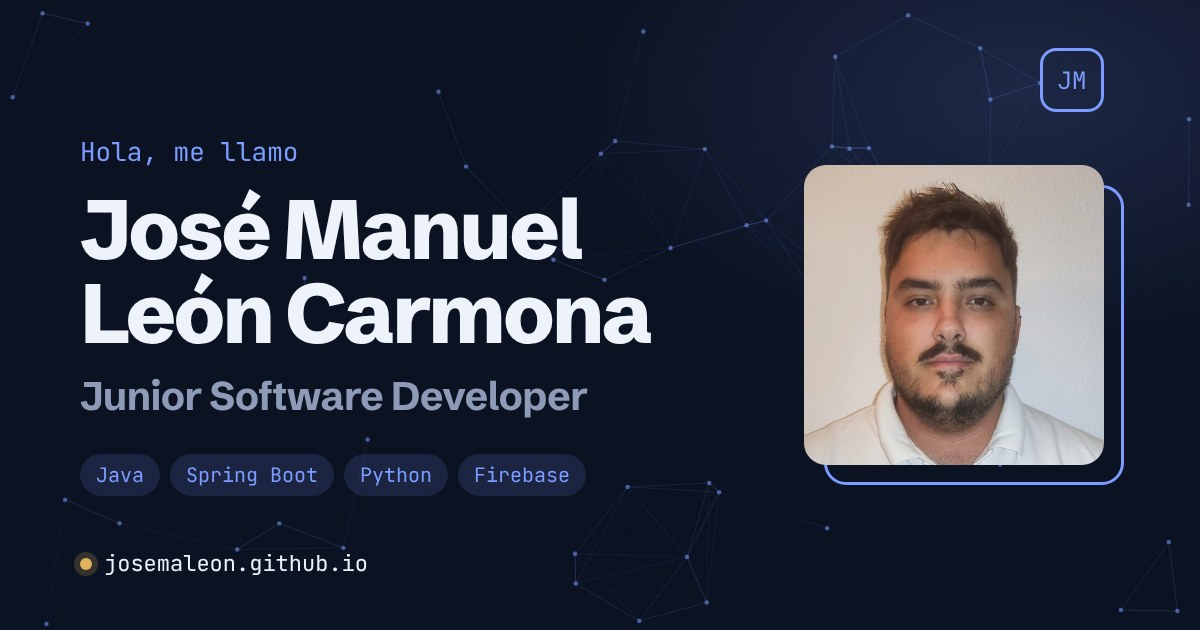 JM
Hola, me llamo
José Manuel
León Carmona
Junior Software Developer
Java Spring Boot Python Firebase
josemaleon.github.io